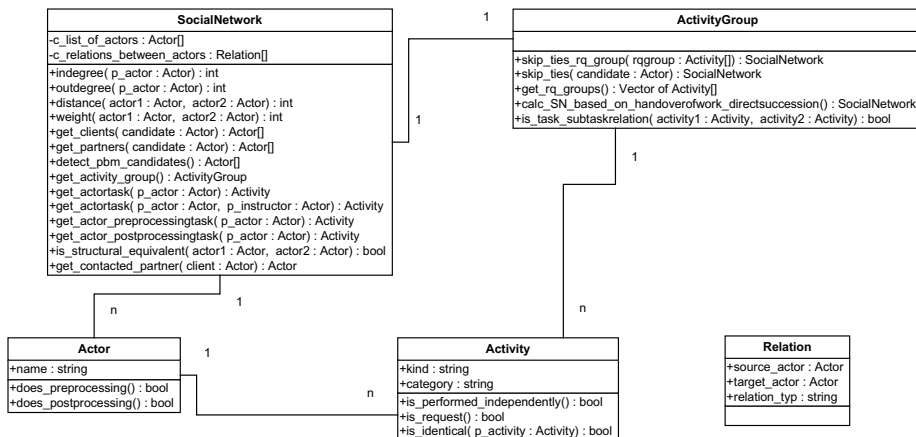 SocialNetwork
-c_list_of_actors : Actor[]
-c_relations_between_actors : Relation[]
+indegree( p_actor : Actor) : int
+outdegree( p_actor : Actor) : int
+distance( actor1 : Actor, actor2 : Actor) : int
+weight( actor1 : Actor, actor2 : Actor) : int
+get_clients( candidate : Actor) : Actor[]
+get_partners( candidate : Actor) : Actor[]
+detect_pbm_candidates() : Actor[]
+get_activity_group() : ActivityGroup
+get_actortask( p_actor : Actor) : Activity
+get_actortask( p_actor : Actor, p_instructor : Actor) : Activity
+get_actor_preprocessingtask( p_actor : Actor) : Activity
+get_actor_postprocessingtask( p_actor : Actor) : Activity
+is_structural_equivalent( actor1 : Actor, actor2 : Actor) : bool
+get_contacted_partner( client : Actor) : Actor
1
1
ActivityGroup
+skip_ties_rq_group( rqgroup : Activity[]) : SocialNetwork
+skip_ties( candidate : Actor) : SocialNetwork
+get_rq_groups() : Vector of Activity[]
+calc_SN_based_on_handoverofwork_directsuccession() : SocialNetwork
+is_task_subtaskrelation( activity1 : Activity, activity2 : Activity) : bool
1
n
1
n
Actor
+name : string
+does_preprocessing() : bool
+does_postprocessing() : bool
1
n
Activity
+kind : string
+category : string
+is_performed_independently() : bool
+is_request() : bool
+is_identical( p_activity : Activity) : bool
Relation
+source_actor : Actor
+target_actor : Actor
+relation_typ : string